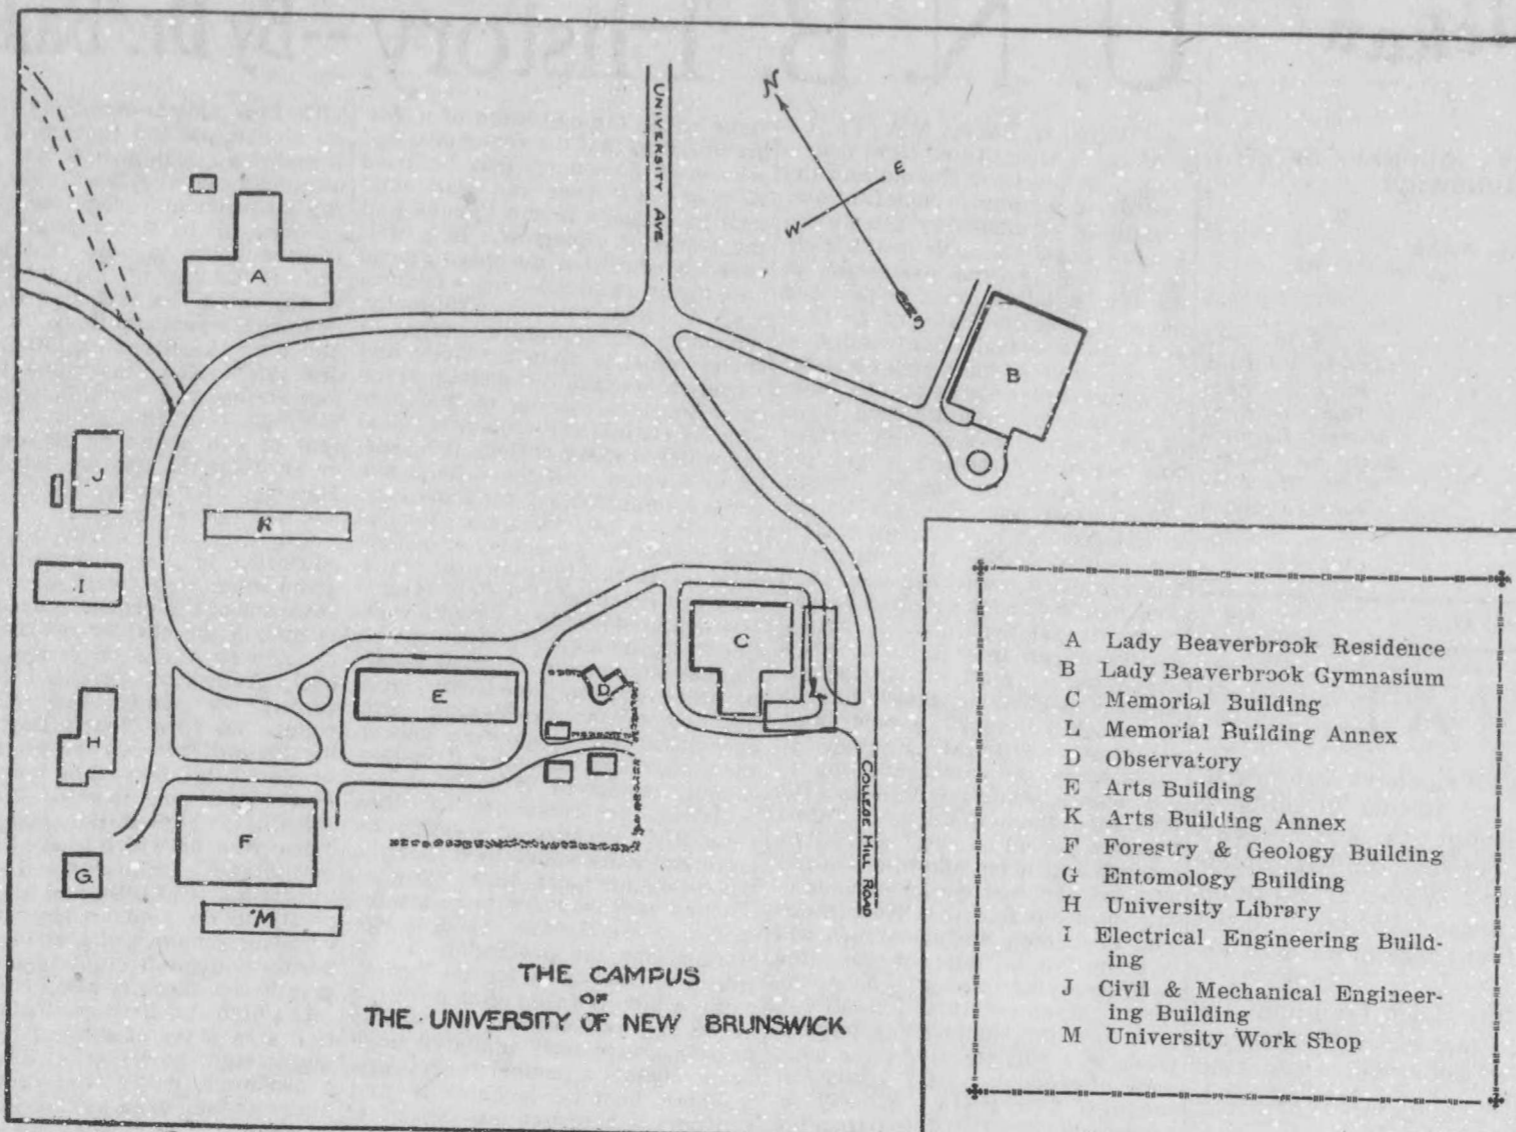 UNIVERSITY AVE
N
E
W
S
A
B
J
K
I
C
L
D
E
H
F
G
M
COLLEGE HILL ROAD
THE CAMPUS
OF
THE UNIVERSITY OF NEW BRUNSWICK
A Lady Beaverbrook Residence
B Lady Beaverbrook Gymnasium
C Memorial Building
L Memorial Building Annex
D Observatory
E Arts Building
K Arts Building Annex
F Forestry & Geology Building
G Entomology Building
H University Library
I Electrical Engineering Build-
ing
J Civil & Mechanical Engineer-
ing Building
M University Work Shop